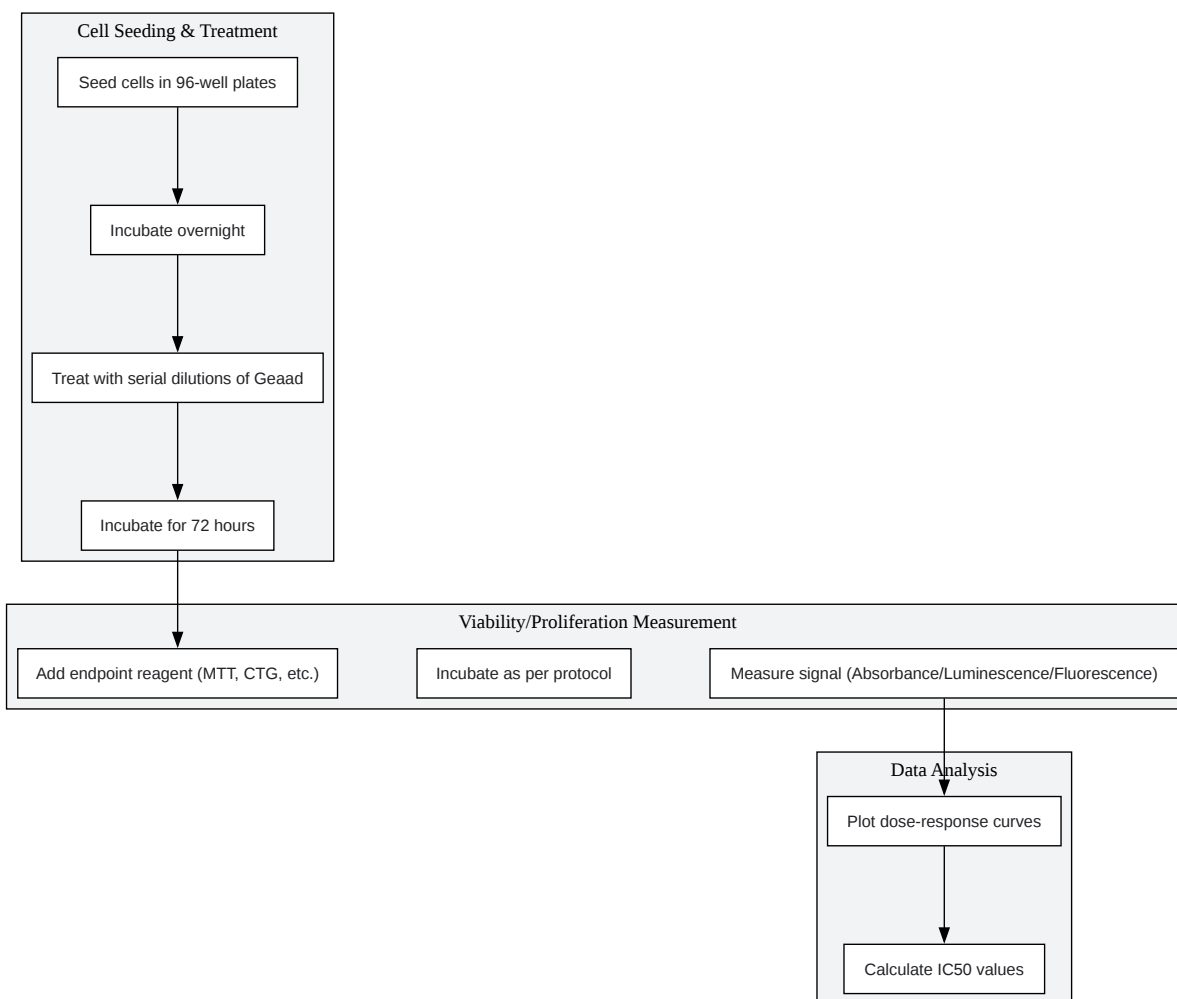 Cell Seeding & Treatment
Seed cells in 96-well plates
Incubate overnight
Treat with serial dilutions of Geaad
Incubate for 72 hours
Viability/Proliferation Measurement
Add endpoint reagent (MTT, CTG, etc.)
Incubate as per protocol
Measure signal (Absorbance/Luminescence/Fluorescence)
Data Analysis
Plot dose-response curves
Calculate IC50 values